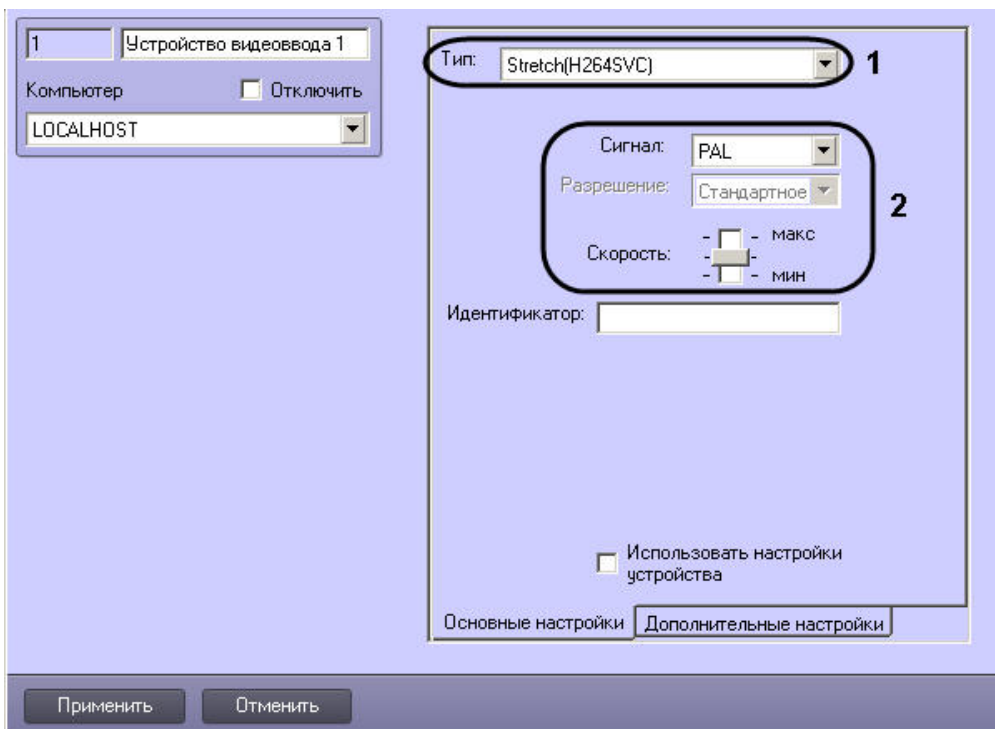 1 Устройство видеоввода 1
Компьютер Отключить
LOCALHOST
Тип: Stretch(H264SVC) 1
Сигнал: PAL
Разрешение: Стандартное
2
Скорость: - - макс
- -
- - мин
Идентификатор:
Использовать настройки
устройства
Основные настройки Дополнительные настройки
Применить Отменить